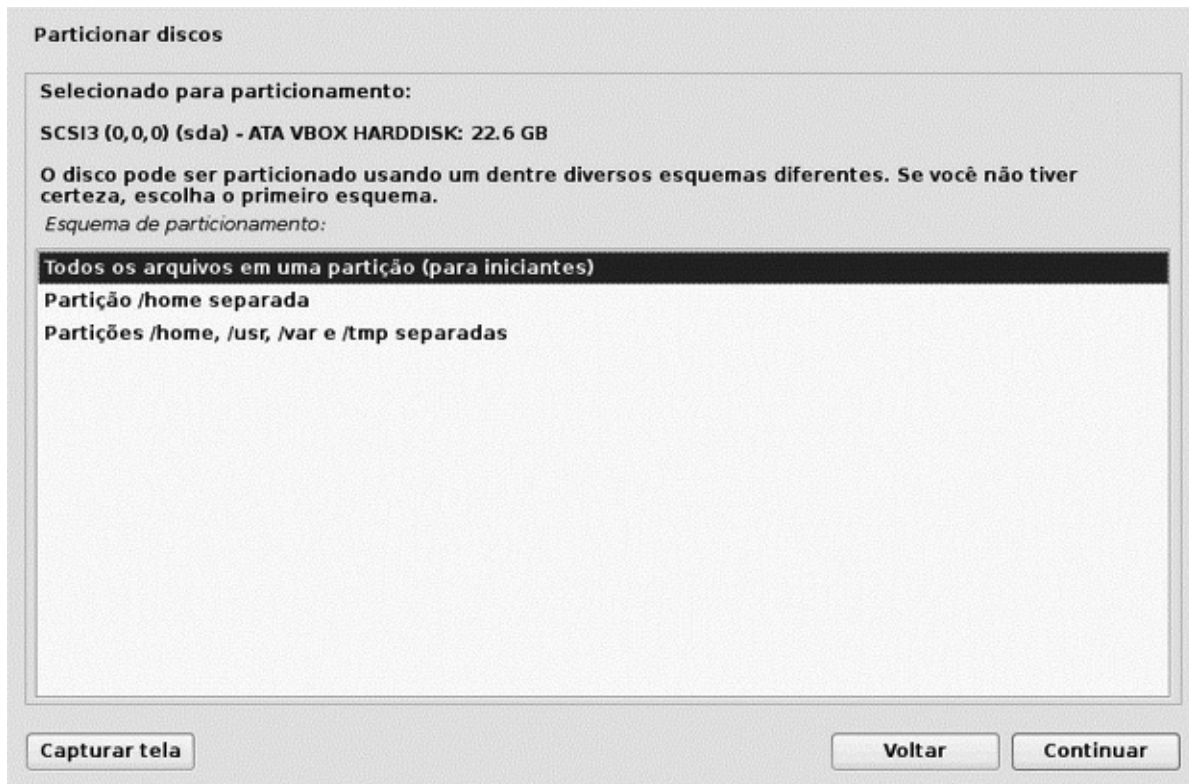 Particionar discos
Selecionado para particionamento:
SCSI3 (0,0,0) (sda) - ATA VBOX HARDDISK: 22.6 GB
O disco pode ser particionado usando um dentre diversos esquemas diferentes. Se você não tiver
certeza, escolha o primeiro esquema.
Esquema de particionamento:
Todos os arquivos em uma partição (para iniciantes)
Partição /home separada
Partições /home, /usr, /var e /tmp separadas
Capturar tela
Voltar
Continuar